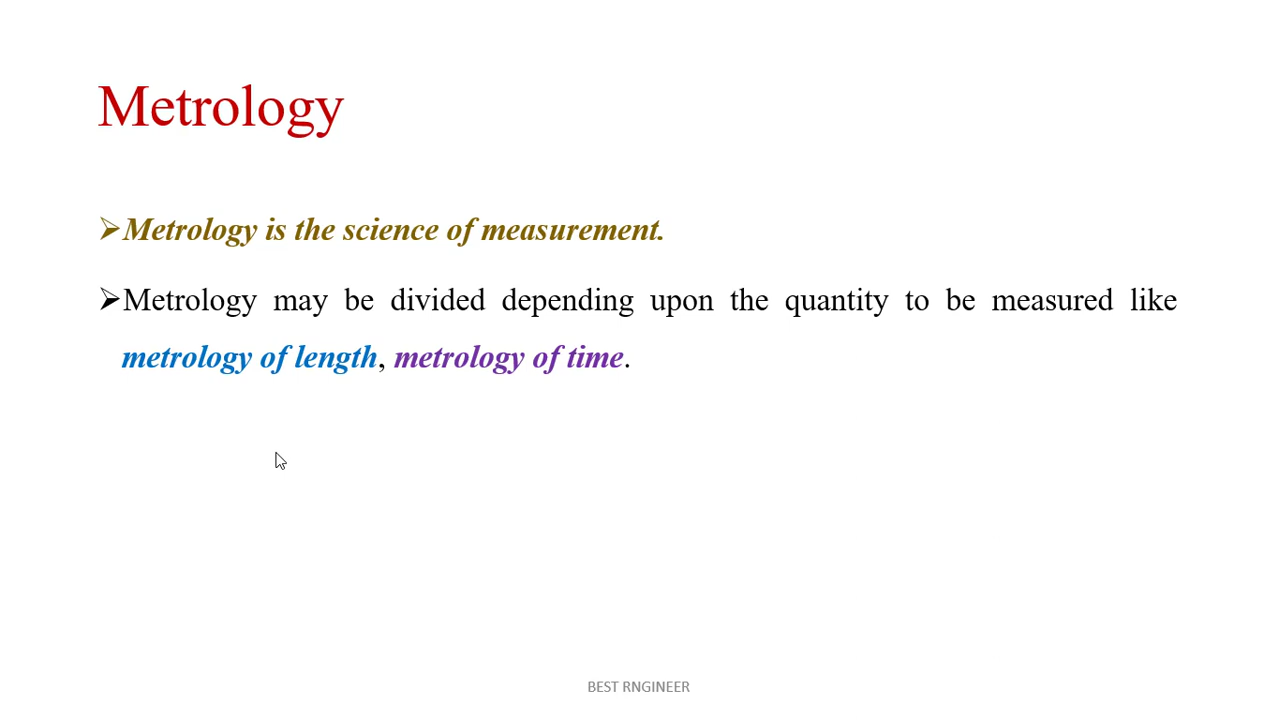 Metrology
➢Metrology is the science of measurement.
➢Metrology may be divided depending upon the quantity to be measured like
metrology of length, metrology of time.
BEST RNGINEER